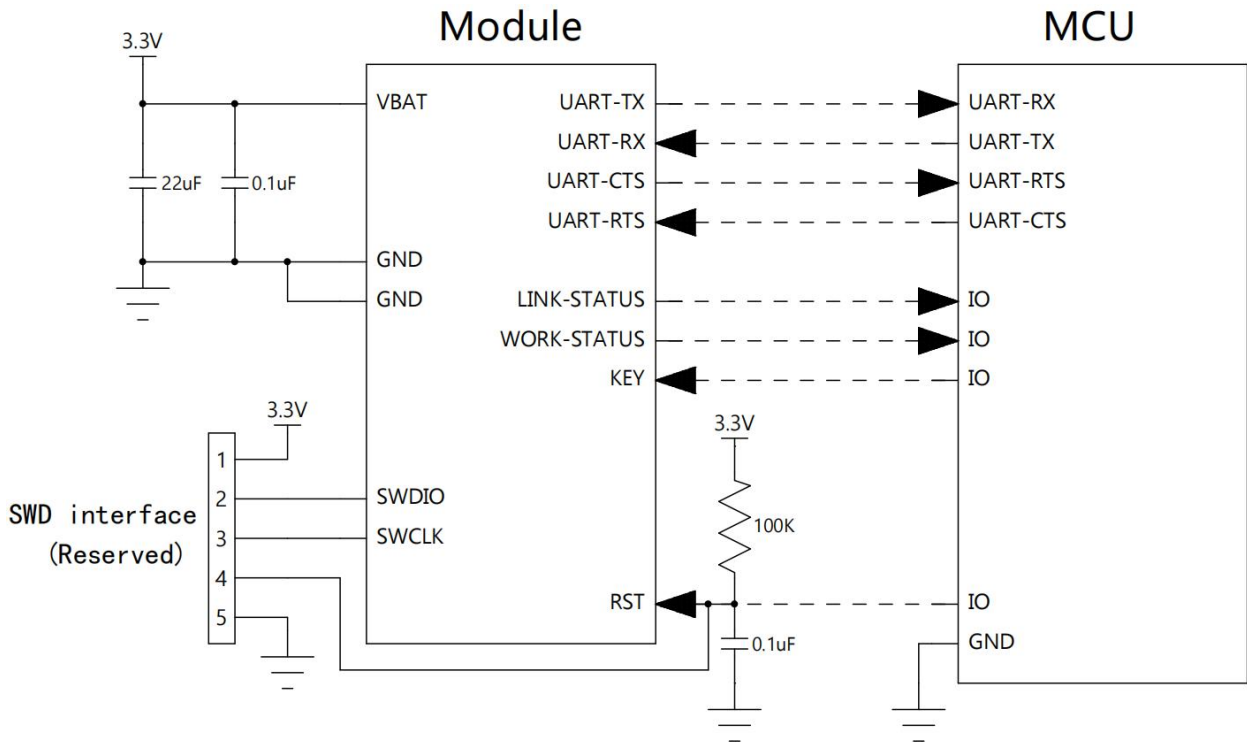 Module
MCU
3.3V
VBAT
UART-TX
UART-RX
UART-RX
UART-TX
22uF
0.1uF
UART-CTS
UART-RTS
UART-RTS
UART-CTS
GND
GND
LINK-STATUS
IO
WORK-STATUS
IO
KEY
IO
3.3V
3.3V
1
SWD interface
(Reserved)
2
SWDIO
3
SWCLK
100K
4
5
RST
IO
0.1uF
GND